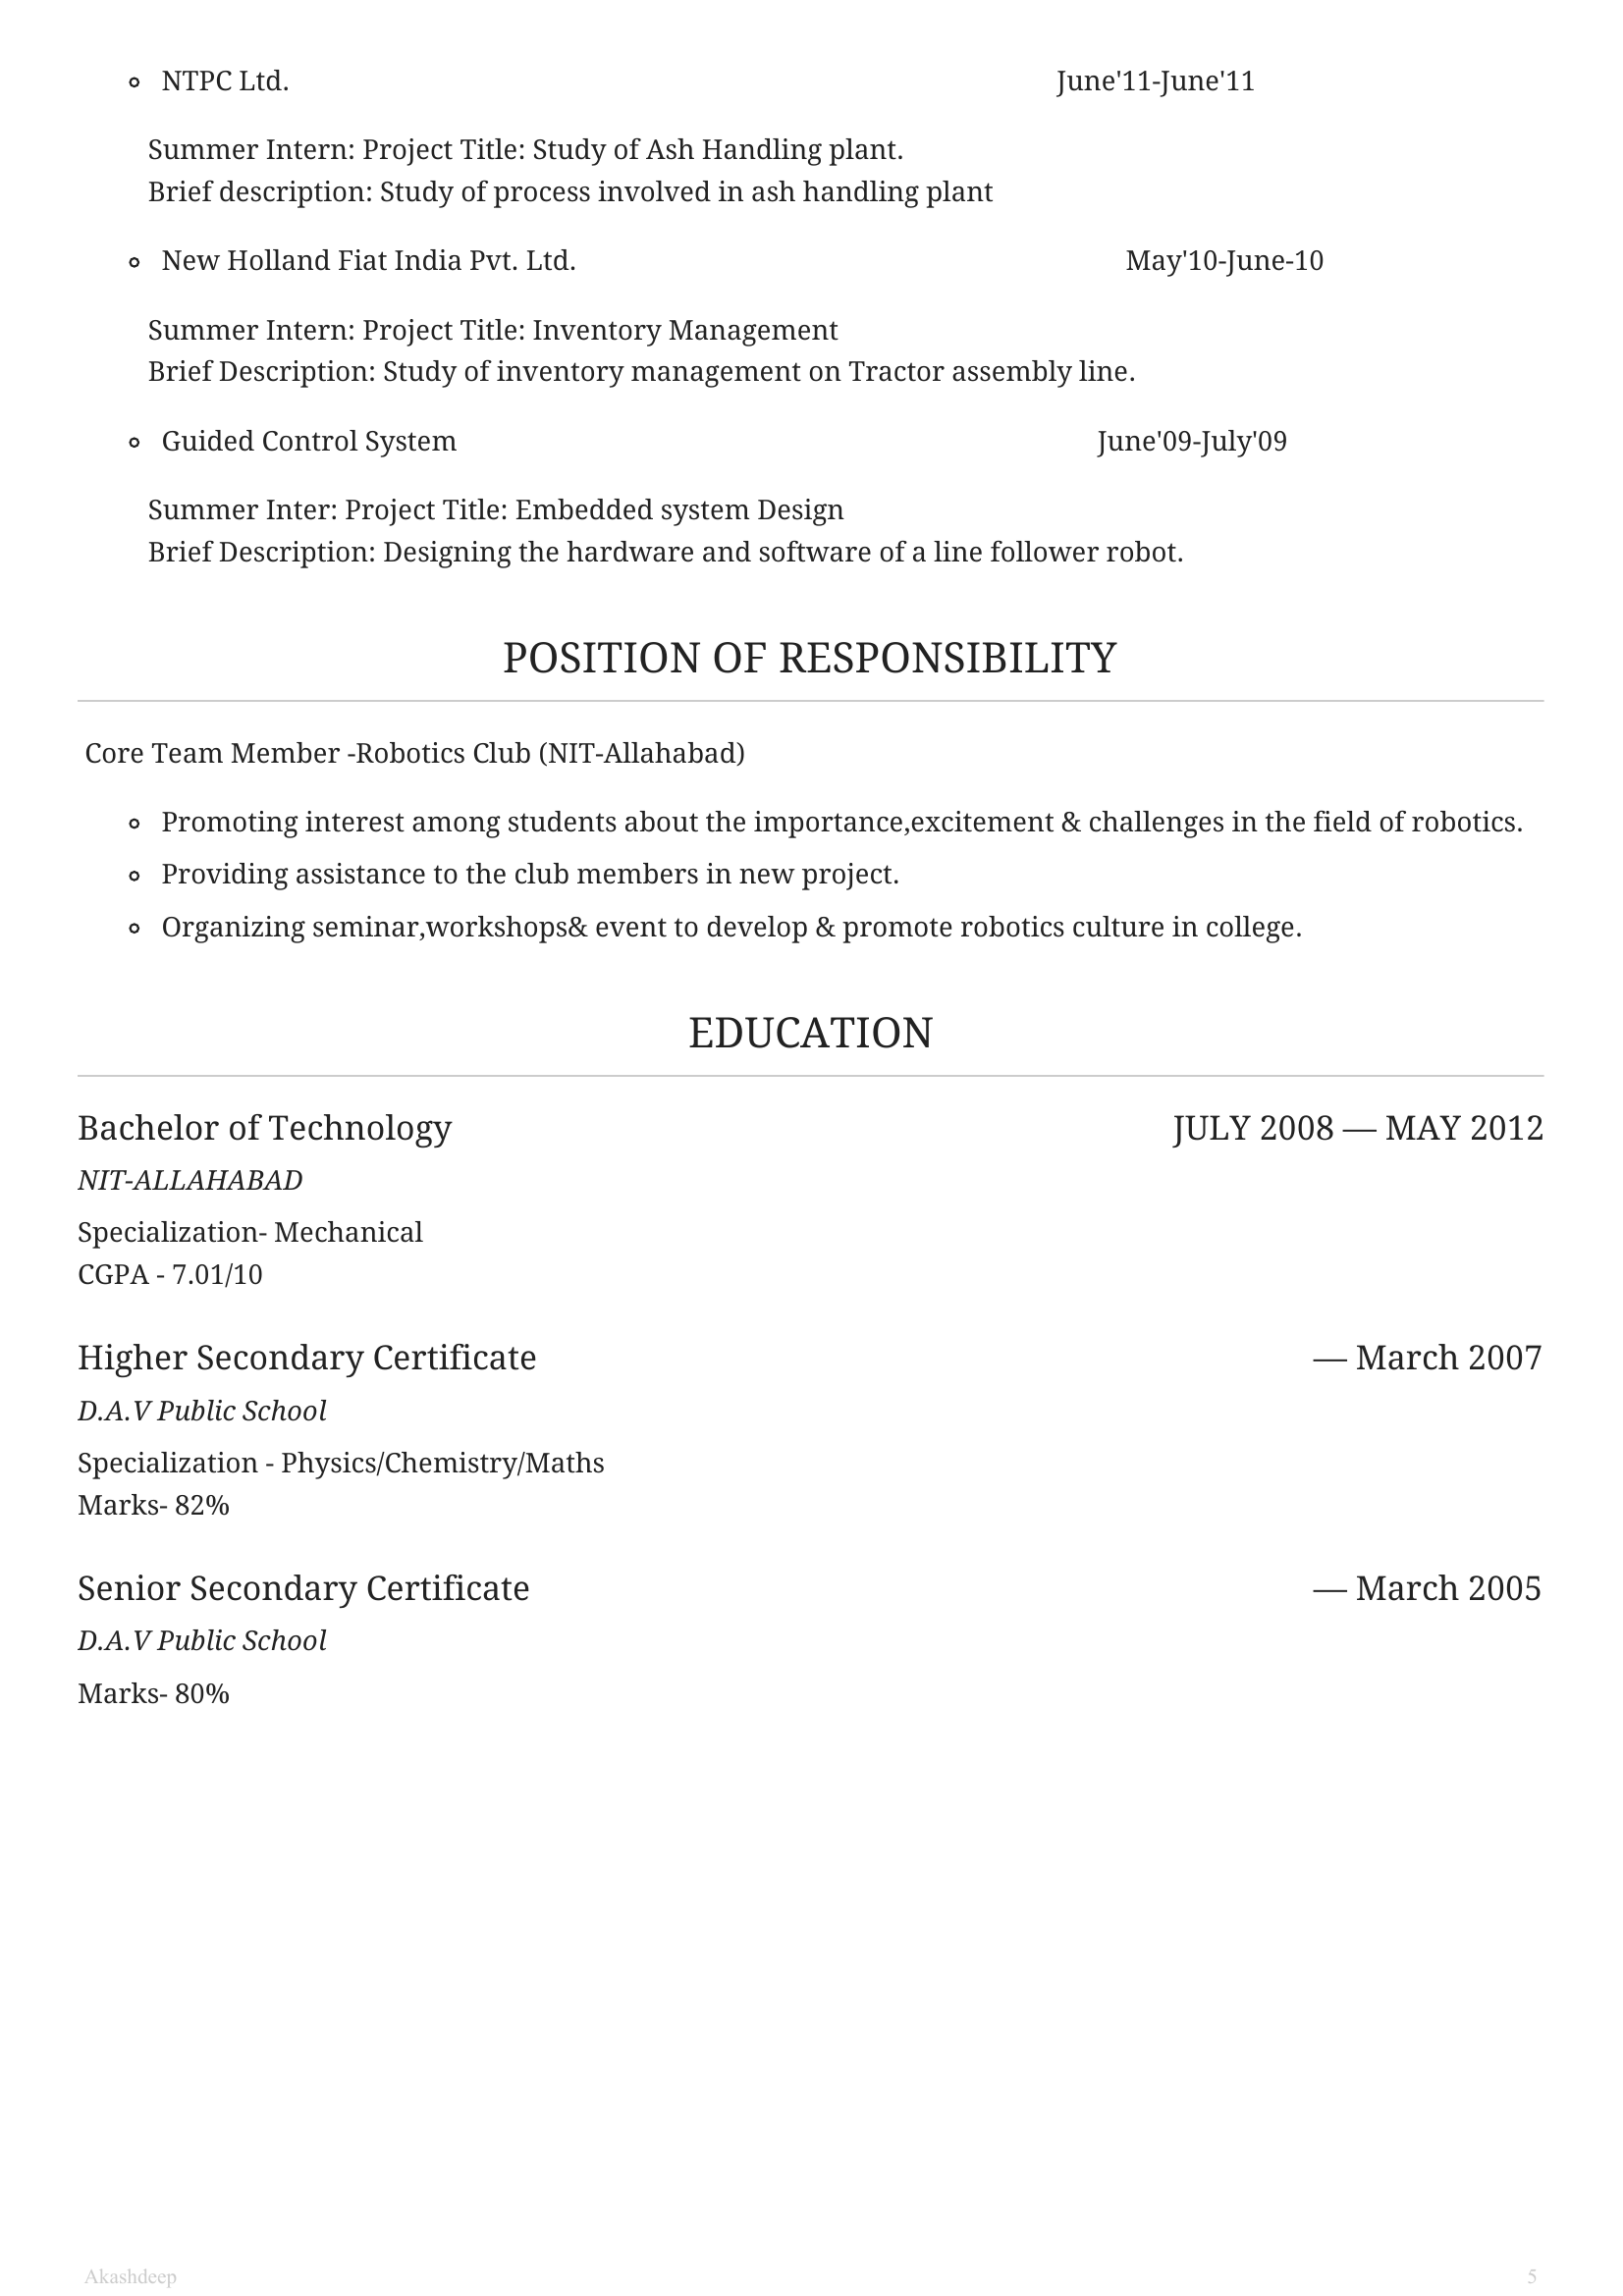 NTPC Ltd. June'11-June'11
Summer Intern: Project Title: Study of Ash Handling plant.
Brief description: Study of process involved in ash handling plant
New Holland Fiat India Pvt. Ltd. May'10-June-10
Summer Intern: Project Title: Inventory Management
Brief Description: Study of inventory management on Tractor assembly line.
Guided Control System June'09-July'09
Summer Inter: Project Title: Embedded system Design
Brief Description: Designing the hardware and software of a line follower robot.
POSITION OF RESPONSIBILITY
Core Team Member -Robotics Club (NIT-Allahabad)
Promoting interest among students about the importance,excitement & challenges in the field of robotics.
Providing assistance to the club members in new project.
Organizing seminar,workshops& event to develop & promote robotics culture in college.
EDUCATION
Bachelor of Technology JULY 2008 — MAY 2012
NIT-ALLAHABAD
Specialization- Mechanical
CGPA - 7.01/10
Higher Secondary Certificate — March 2007
D.A.V Public School
Specialization - Physics/Chemistry/Maths
Marks- 82%
Senior Secondary Certificate — March 2005
D.A.V Public School
Marks- 80%
Akashdeep 5